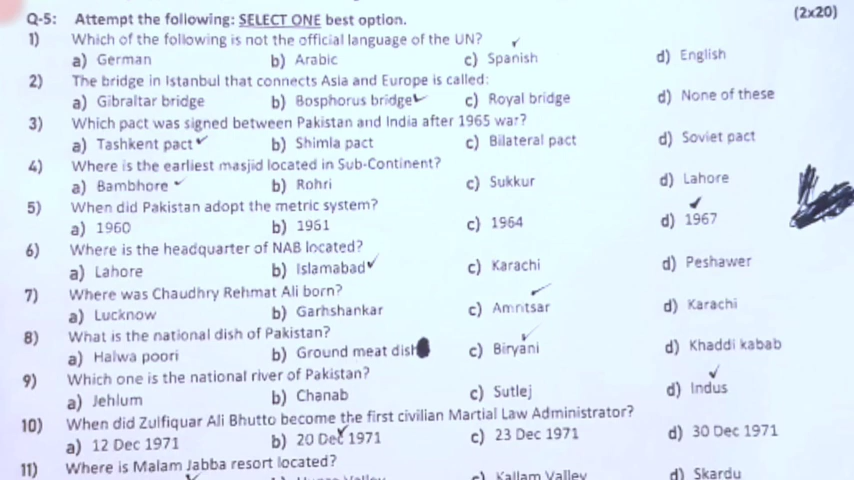 Q-5: Attempt the following: SELECT ONE best option. (2x20)
1) Which of the following is not the official language of the UN?
a) German b) Arabic c) Spanish d) English
2) The bridge in Istanbul that connects Asia and Europe is called:
a) Gibraltar bridge b) Bosphorus bridge c) Royal bridge d) None of these
3) Which pact was signed between Pakistan and India after 1965 war?
a) Tashkent pact b) Shimla pact c) Bilateral pact d) Soviet pact
4) Where is the earliest masjid located in Sub-Continent?
a) Bambhore b) Rohri c) Sukkur d) Lahore
5) When did Pakistan adopt the metric system?
a) 1960 b) 1961 c) 1964 d) 1967
6) Where is the headquarter of NAB located?
a) Lahore b) Islamabad c) Karachi d) Peshawer
7) Where was Chaudhry Rehmat Ali born?
a) Lucknow b) Garhshankar c) Amritsar d) Karachi
8) What is the national dish of Pakistan?
a) Halwa poori b) Ground meat dish c) Biryani d) Khaddi kabab
9) Which one is the national river of Pakistan?
a) Jehlum b) Chanab c) Sutlej d) Indus
10) When did Zulfiquar Ali Bhutto become the first civilian Martial Law Administrator?
a) 12 Dec 1971 b) 20 Dec 1971 c) 23 Dec 1971 d) 30 Dec 1971
11) Where is Malam Jabba resort located?
Valley c) Kallam Valley d) Skardu